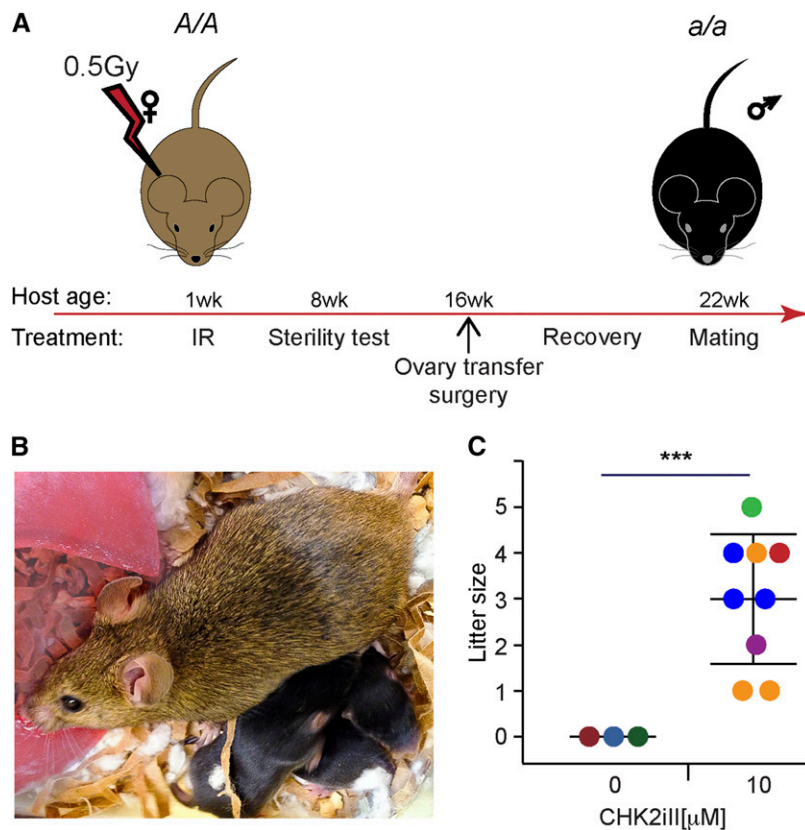 A
A/A
a/a
0.5Gy
♀
♂
Host age: 1wk 8wk 16wk 22wk
Treatment: IR Sterility test Recovery Mating
Ovary transfer
surgery
B
C
***
Litter size
5
4
3
2
1
0
0 10
CHK2iII[µM]